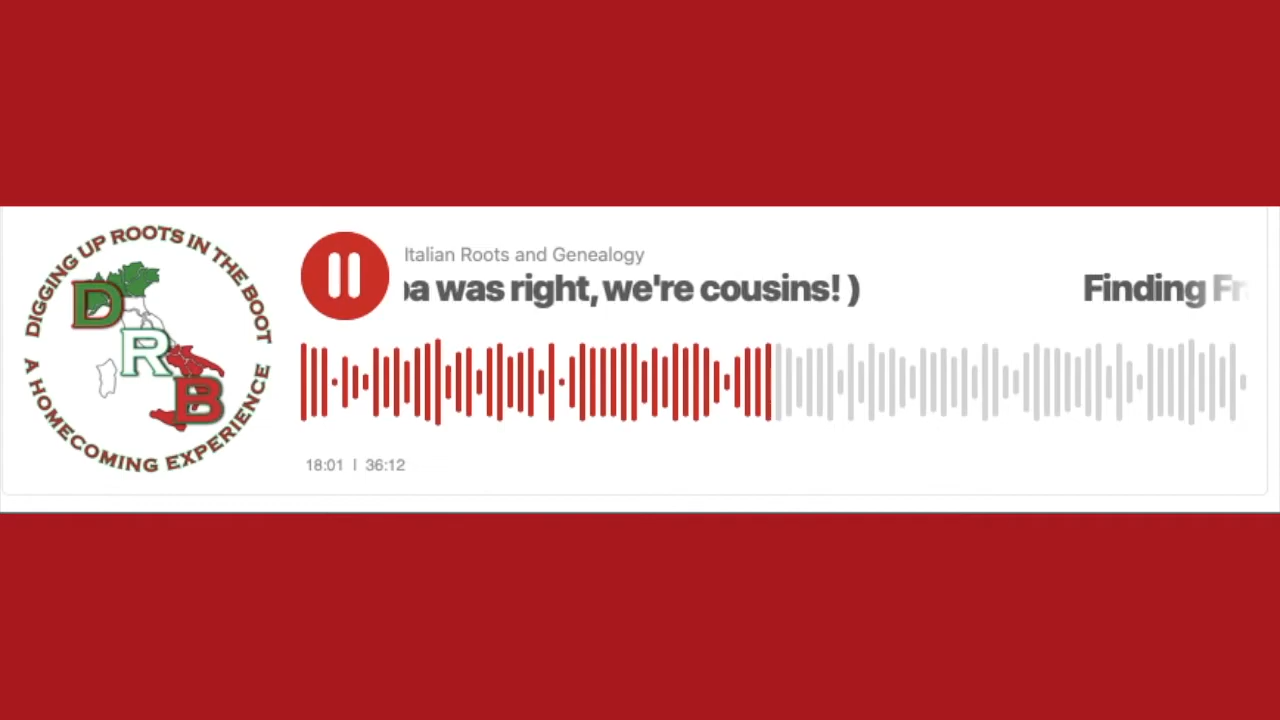 DIGGING UP ROOTS IN THE BOOT
A HOMECOMING EXPERIENCE
D
R
B
Italian Roots and Genealogy
was right, we're cousins! )
Finding
18:01 | 36:12